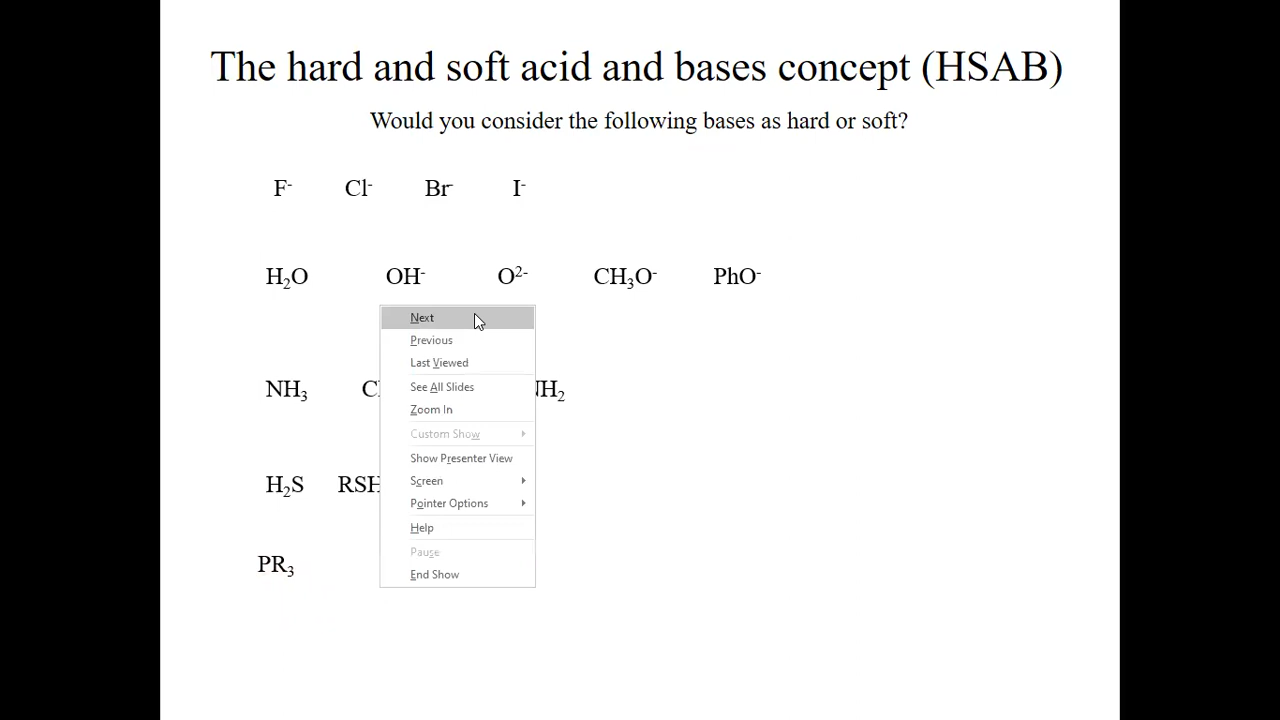 The hard and soft acid and bases concept (HSAB)
Would you consider the following bases as hard or soft?
F⁻ Cl⁻ Br⁻ I⁻
H₂O OH⁻ O²⁻ CH₃O⁻ PhO⁻
NH₃ NH₂
H₂S RSH
PR₃
Next
Previous
Last Viewed
See All Slides
Zoom In
Custom Show
Show Presenter View
Screen
Pointer Options
Help
Pause
End Show